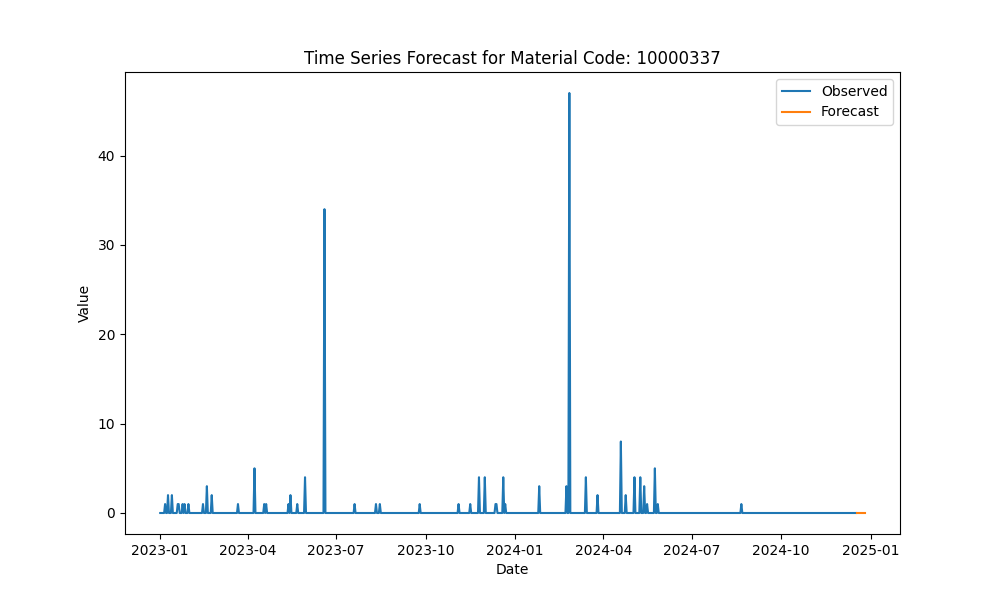 Time Series Forecast for Material Code: 10000337
Observed
Forecast
Value
40
30
20
10
0
2023-01 2023-04 2023-07 2023-10 2024-01 2024-04 2024-07 2024-10 2025-01
Date